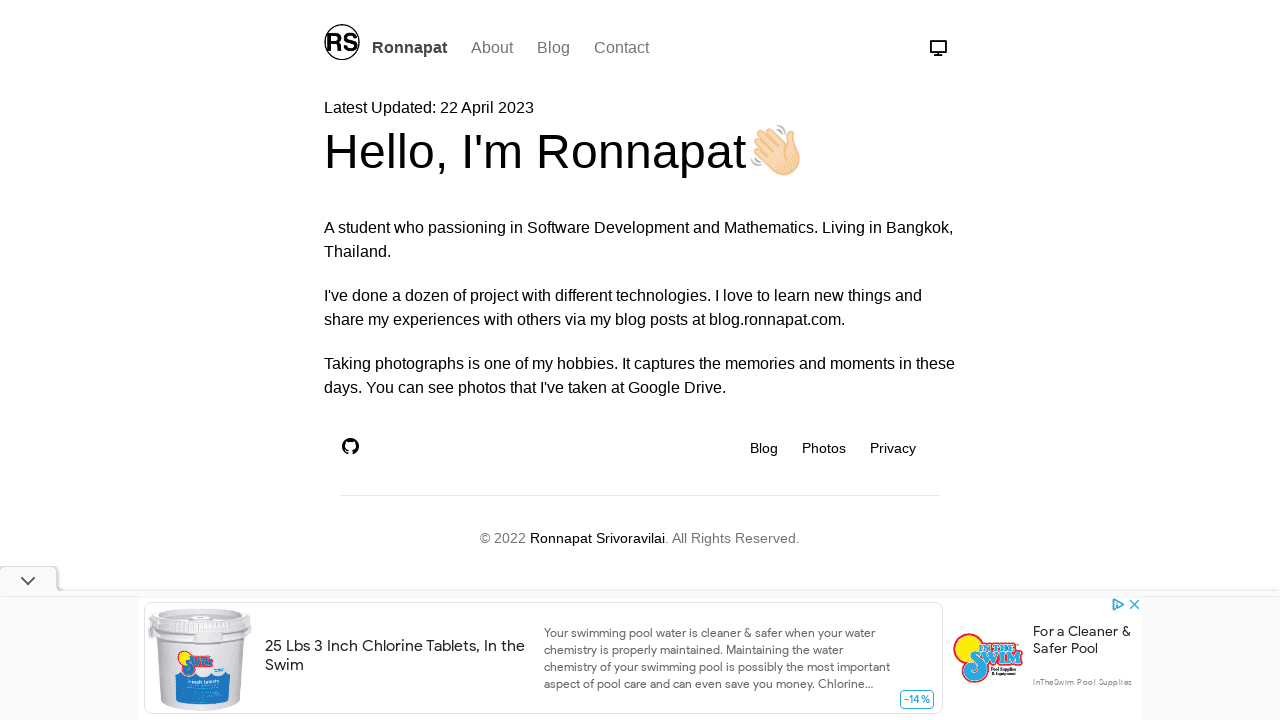 RS Ronnapat About Blog Contact
Latest Updated: 22 April 2023
Hello, I'm Ronnapat
A student who passioning in Software Development and Mathematics. Living in Bangkok,
Thailand.
I've done a dozen of project with different technologies. I love to learn new things and
share my experiences with others via my blog posts at blog.ronnapat.com.
Taking photographs is one of my hobbies. It captures the memories and moments in these
days. You can see photos that I've taken at Google Drive.
Blog Photos Privacy
© 2022 Ronnapat Srivoravilai. All Rights Reserved.
25 Lbs 3 Inch Chlorine Tablets, In the
Swim
Your swimming pool water is cleaner & safer when your water
chemistry is properly maintained. Maintaining the water
chemistry of your swimming pool is possibly the most important
aspect of pool care and can even save you money. Chlorine...
-14%
IN THE
SWIM
Pool Supplies
& Equipment
For a Cleaner &
Safer Pool
InTheSwim Pool Supplies